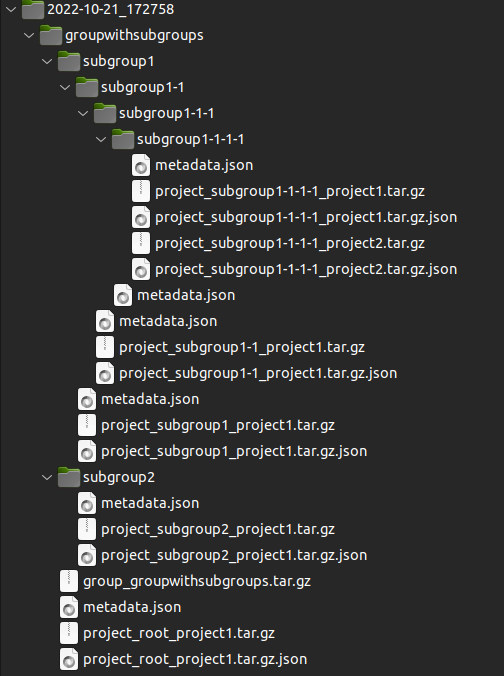 2022-10-21_172758
groupwithsubgroups
subgroup1
subgroup1-1
subgroup1-1-1
subgroup1-1-1-1
metadata.json
project_subgroup1-1-1-1_project1.tar.gz
project_subgroup1-1-1-1_project1.tar.gz.json
project_subgroup1-1-1-1_project2.tar.gz
project_subgroup1-1-1-1_project2.tar.gz.json
metadata.json
metadata.json
project_subgroup1-1_project1.tar.gz
project_subgroup1-1_project1.tar.gz.json
metadata.json
project_subgroup1_project1.tar.gz
project_subgroup1_project1.tar.gz.json
subgroup2
metadata.json
project_subgroup2_project1.tar.gz
project_subgroup2_project1.tar.gz.json
group_groupwithsubgroups.tar.gz
metadata.json
project_root_project1.tar.gz
project_root_project1.tar.gz.json